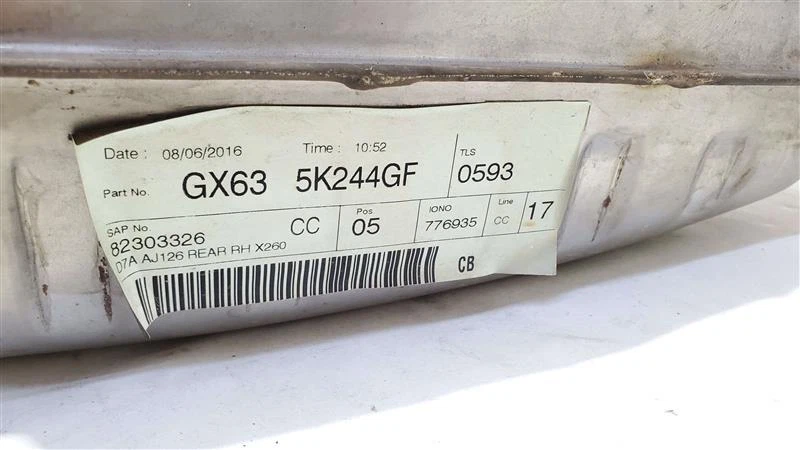 Date : 08/06/2016 Time : 10:52 TLS
Part No. GX63 5K244GF 0593
SAP No. CC Pos IONO Line 17
82303326 05 776935 CC
D7A AJ126 REAR RH X260
CB